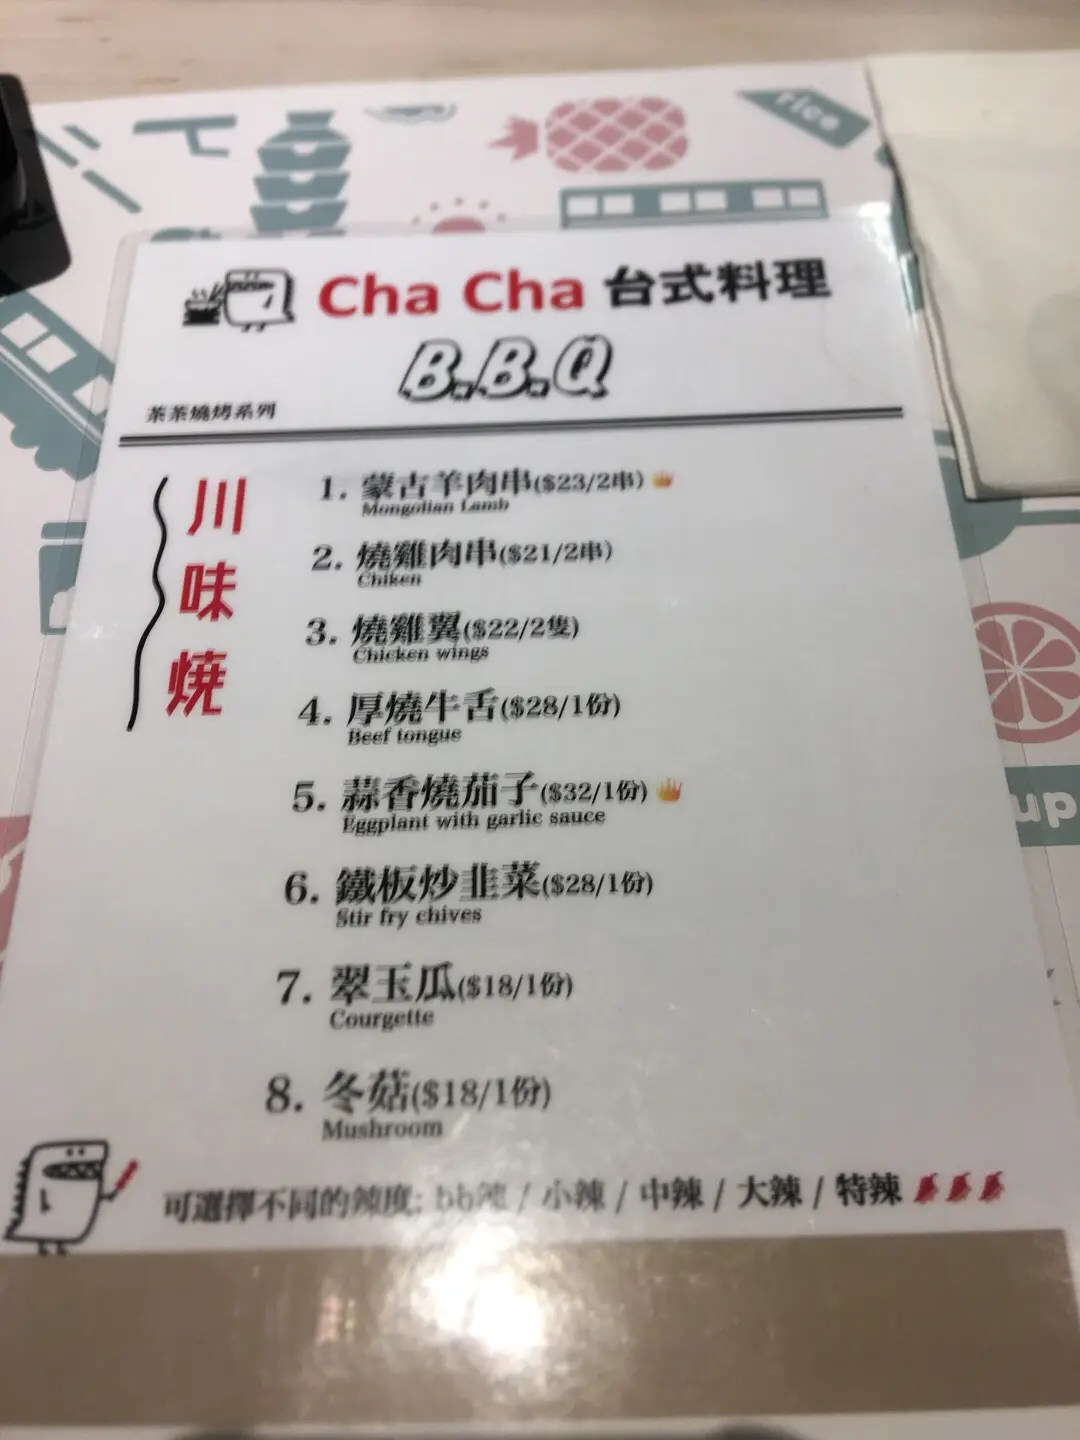 rice
Cha Cha 台式料理
B.B.Q
茶茶燒烤系列
川味燒
1. 蒙古羊肉串($23/2串)
Mongolian Lamb
2. 燒雞肉串($21/2串)
Chiken
3. 燒雞翼($22/2隻)
Chicken wings
4. 厚燒牛舌($28/1份)
Beef tongue
5. 蒜香燒茄子($32/1份)
Eggplant with garlic sauce
6. 鐵板炒韭菜($28/1份)
Stir fry chives
7. 翠玉瓜($18/1份)
Courgette
8. 冬菇($18/1份)
Mushroom
可選擇不同的辣度: bb辣 / 小辣 / 中辣 / 大辣 / 特辣
up